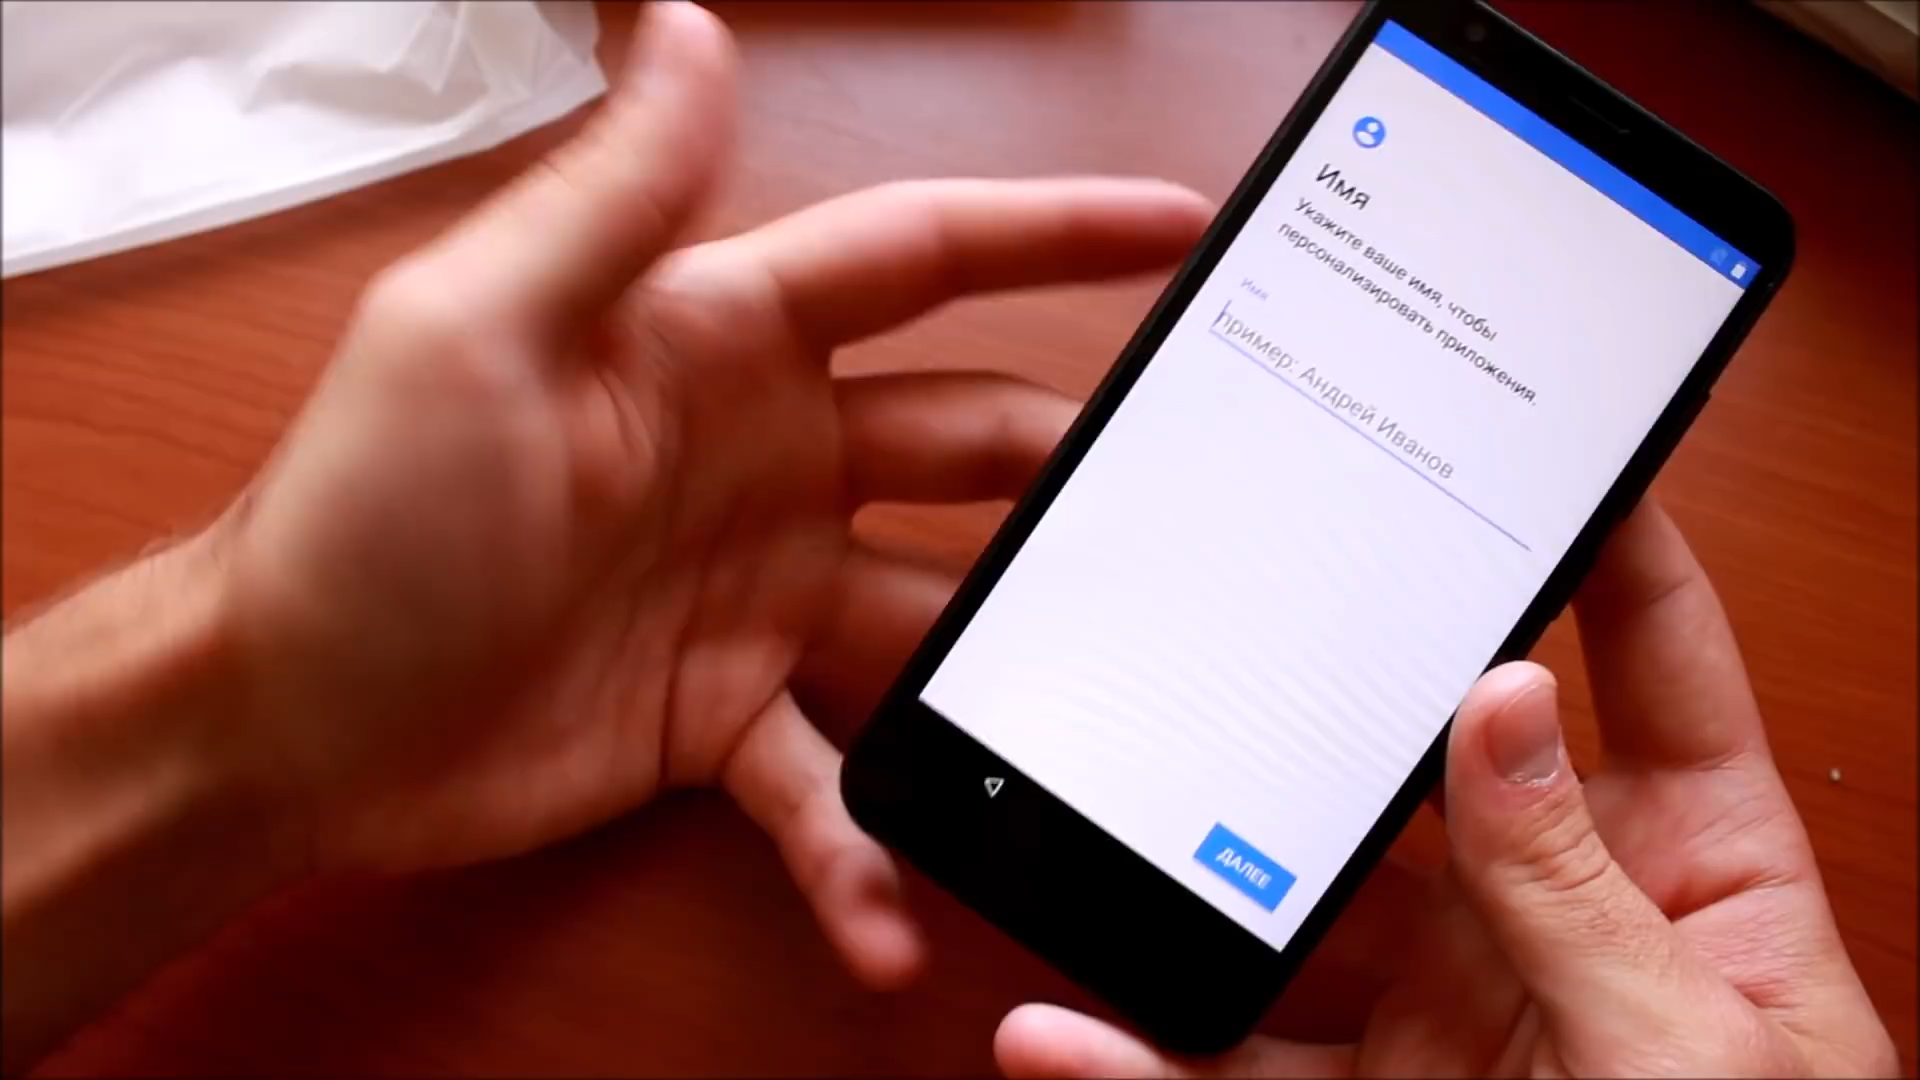 Имя
Укажите ваше имя, чтобы
персонализировать приложения.
Имя
пример: Андрей Иванов
ДАЛЕЕ